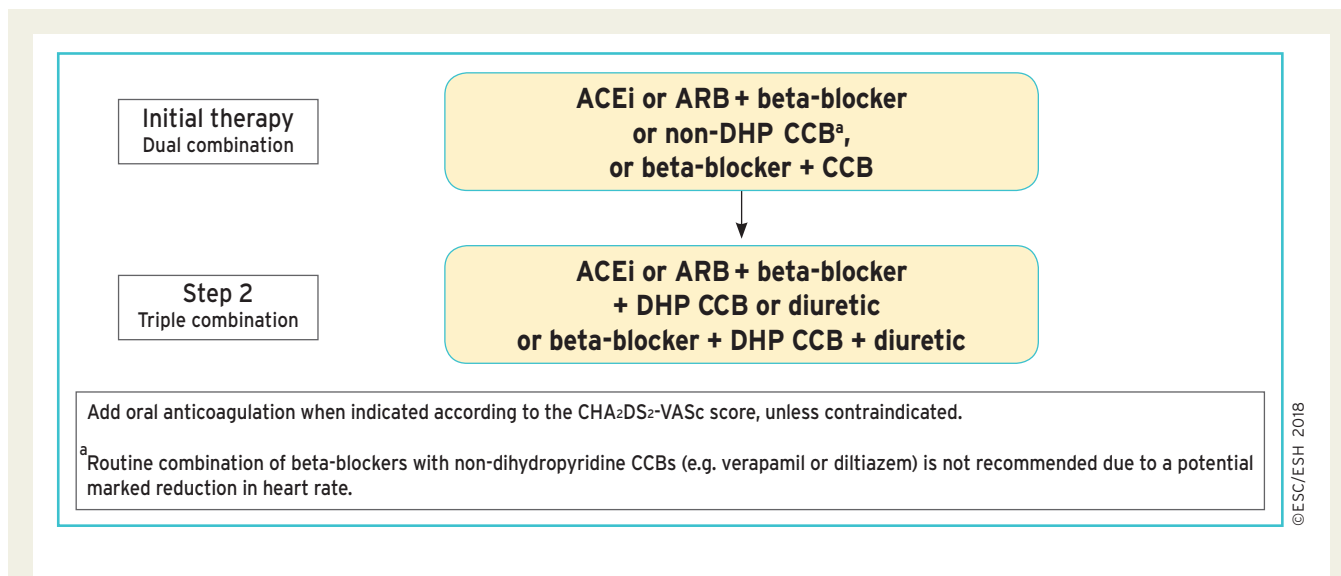 Initial therapy
Dual combination
ACEi or ARB + beta-blocker
or non-DHP CCBᵃ,
or beta-blocker + CCB
Step 2
Triple combination
ACEi or ARB + beta-blocker
+ DHP CCB or diuretic
or beta-blocker + DHP CCB + diuretic
Add oral anticoagulation when indicated according to the CHA₂DS₂-VASc score, unless contraindicated.
ᵃRoutine combination of beta-blockers with non-dihydropyridine CCBs (e.g. verapamil or diltiazem) is not recommended due to a potential
marked reduction in heart rate.
©ESC/ESH 2018